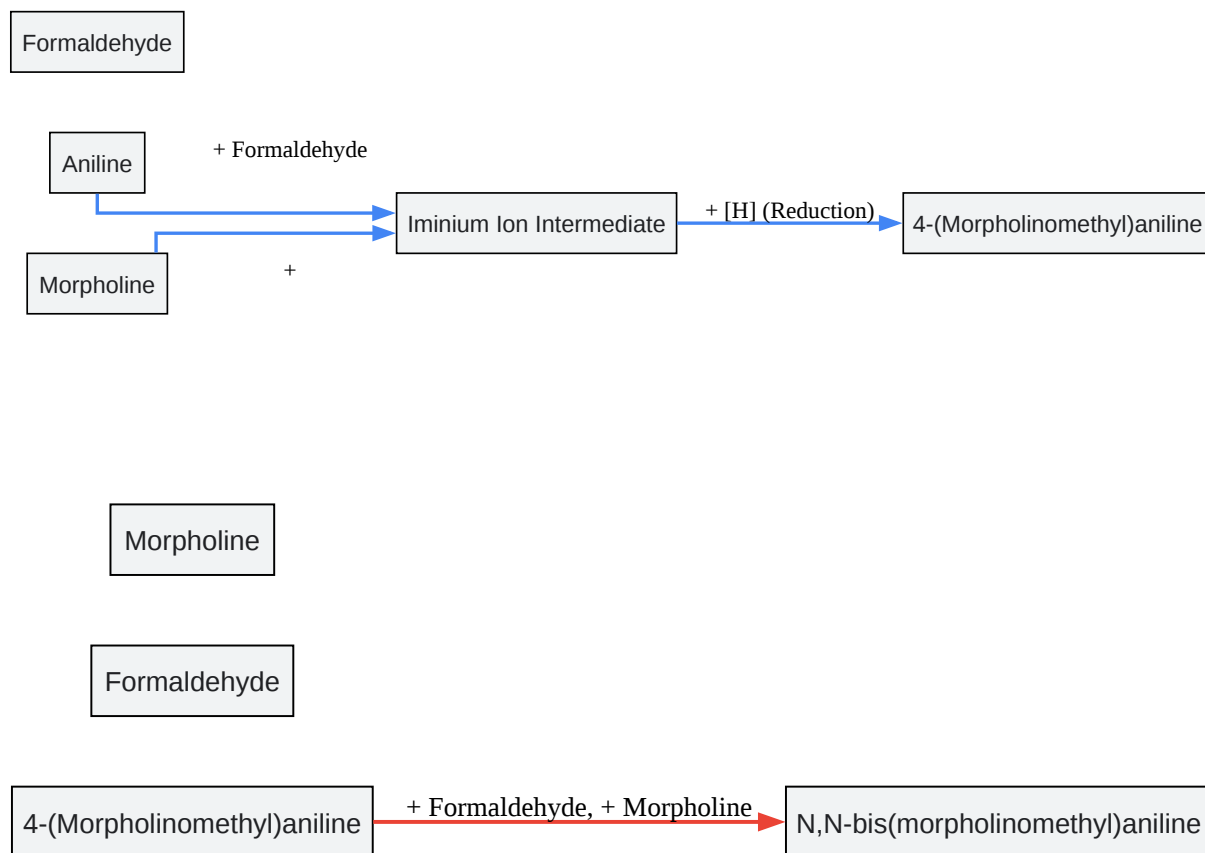 Formaldehyde
Aniline
+ Formaldehyde
Iminium Ion Intermediate
+ [H] (Reduction)
4-(Morpholinomethyl)aniline
Morpholine
+
Morpholine
Formaldehyde
4-(Morpholinomethyl)aniline
+ Formaldehyde, + Morpholine
N,N-bis(morpholinomethyl)aniline